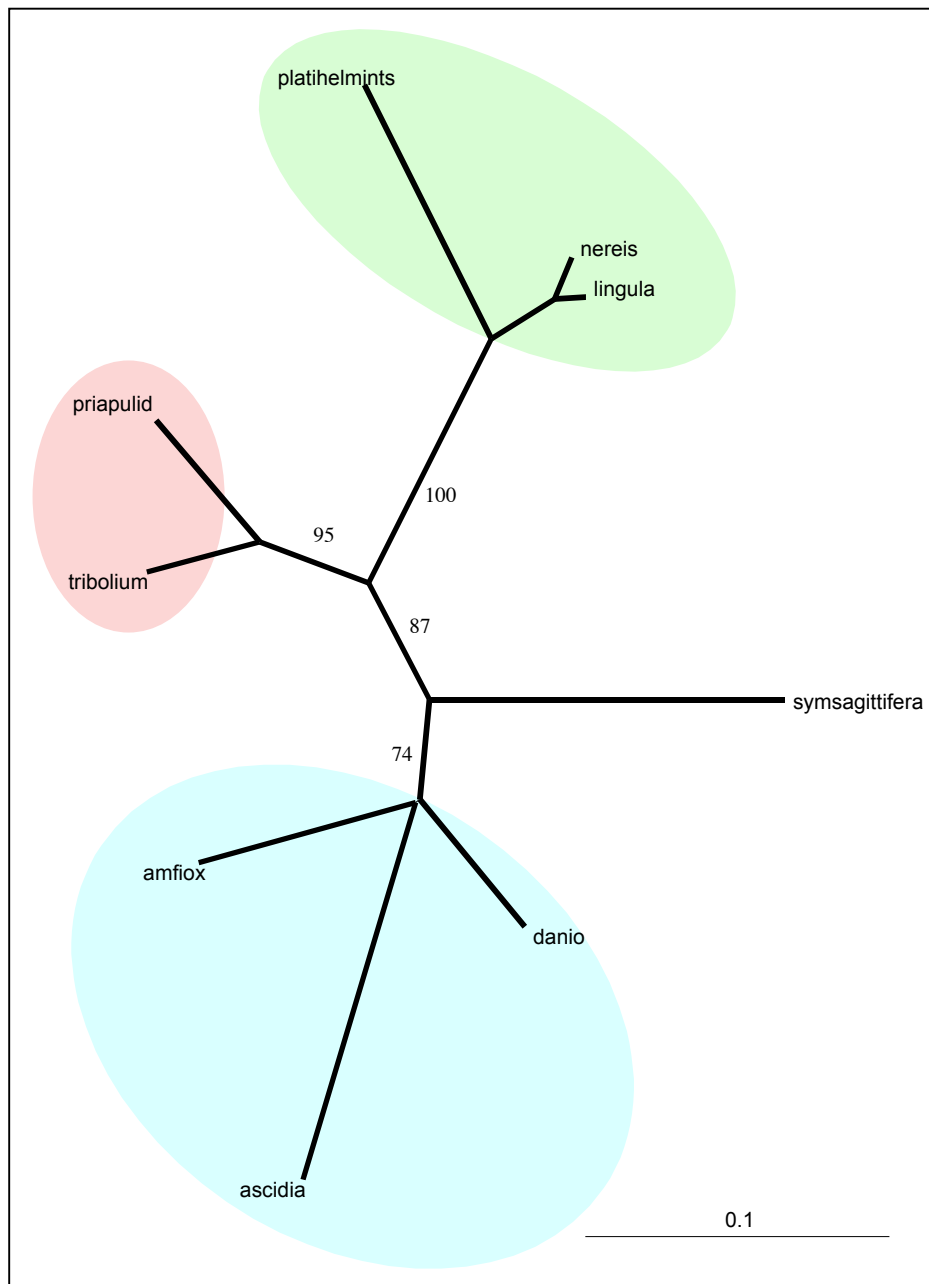 platihelmints
nereis
lingula
priapulid
100
95
tribolium
87
symsagittifera
74
amfiox
danio
ascidia
0.1